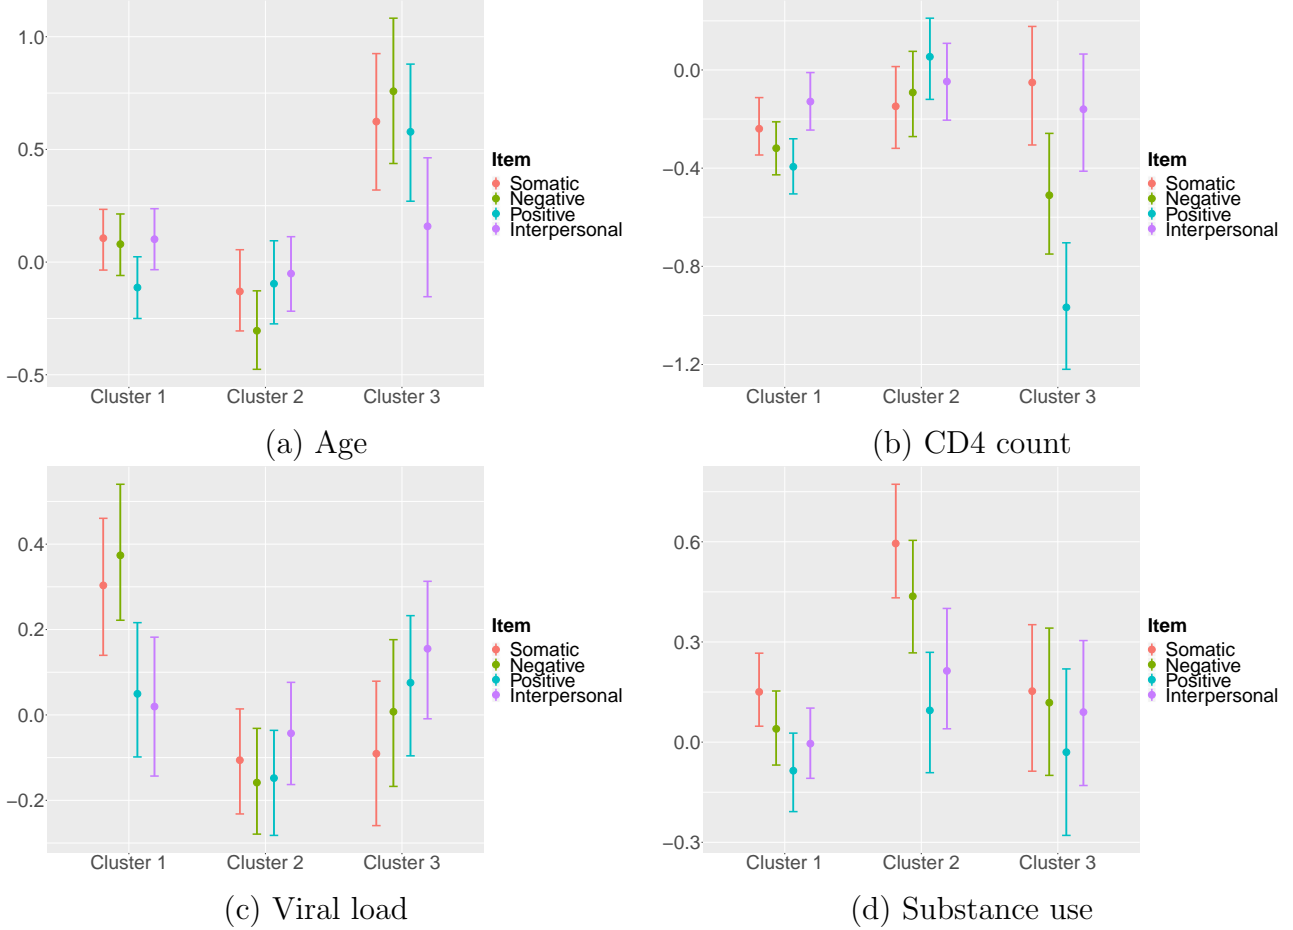 1.0
0.5
0.0
−0.5
Cluster 1 Cluster 2 Cluster 3
Item
Somatic
Negative
Positive
Interpersonal
(a) Age
0.0
−0.4
−0.8
−1.2
Cluster 1 Cluster 2 Cluster 3
Item
Somatic
Negative
Positive
Interpersonal
(b) CD4 count
0.4
0.2
0.0
−0.2
Cluster 1 Cluster 2 Cluster 3
Item
Somatic
Negative
Positive
Interpersonal
(c) Viral load
0.6
0.3
0.0
−0.3
Cluster 1 Cluster 2 Cluster 3
Item
Somatic
Negative
Positive
Interpersonal
(d) Substance use